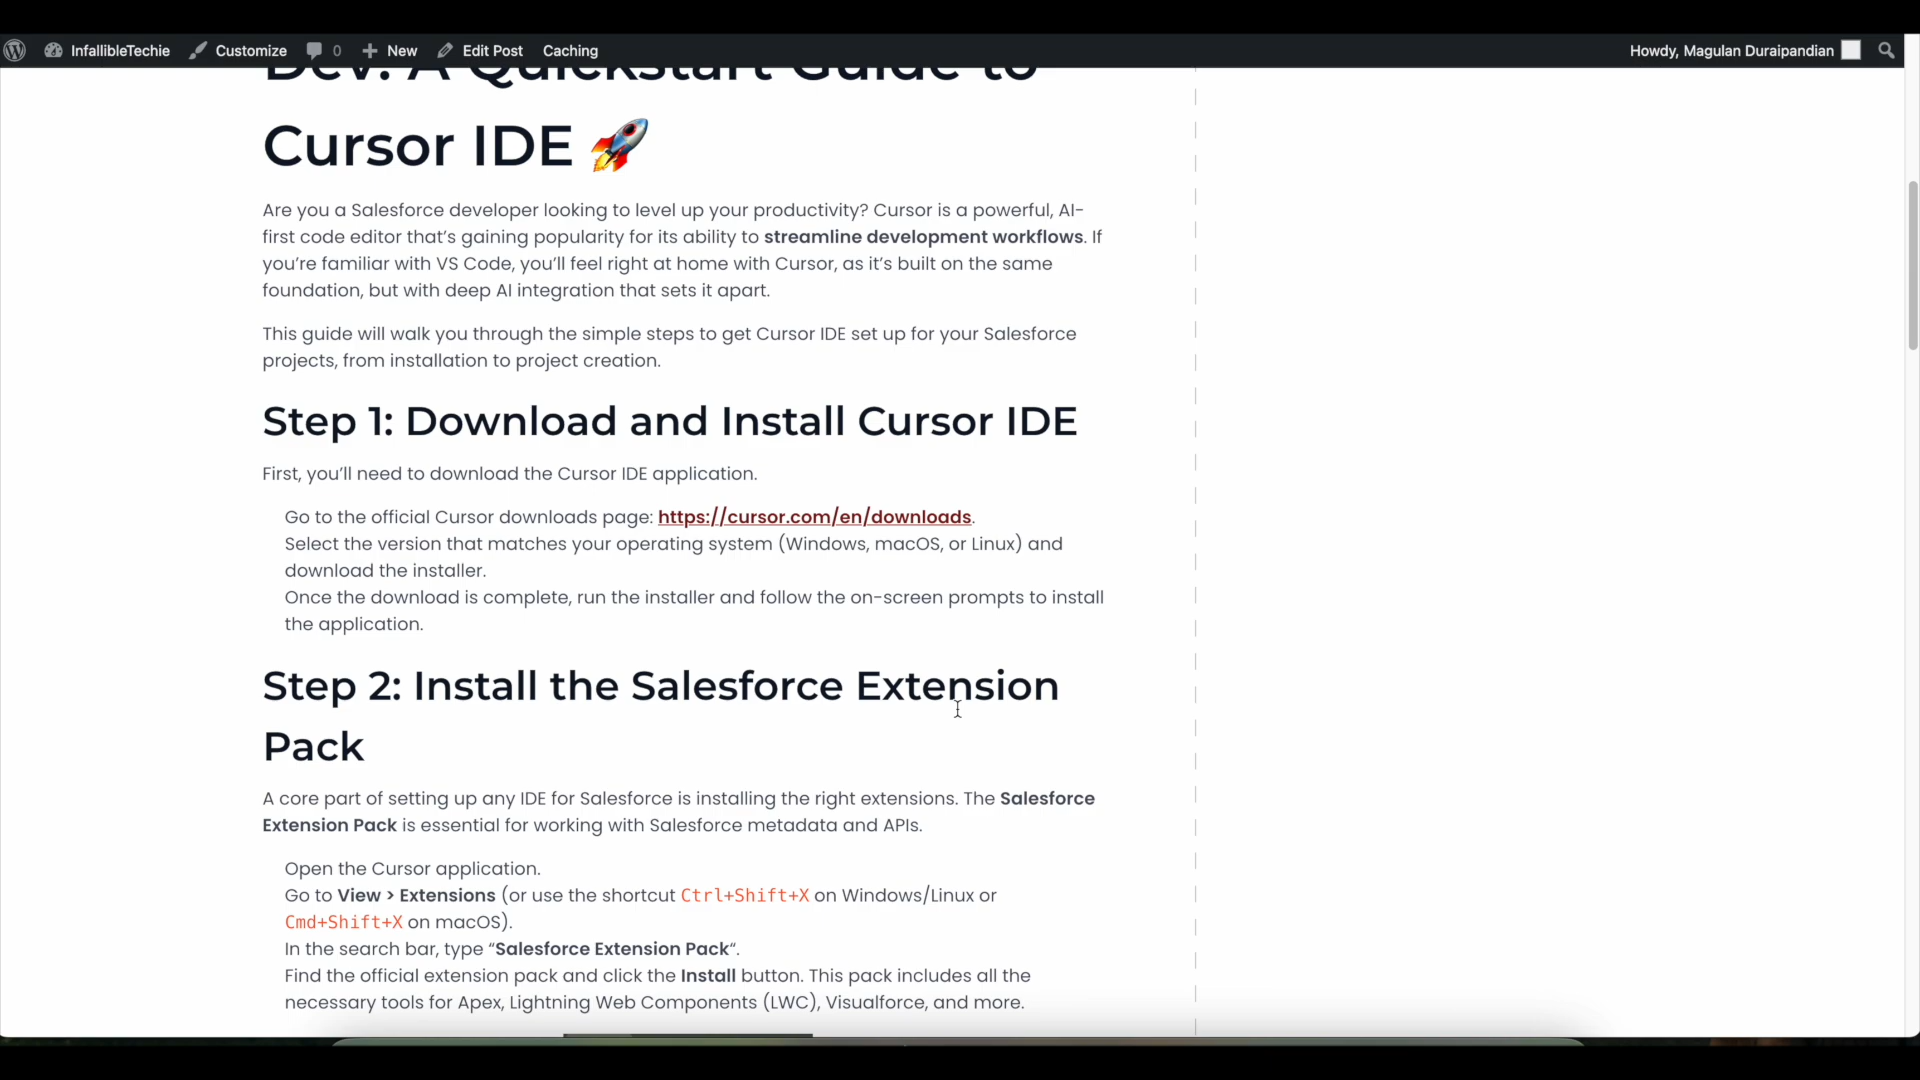 InfallibleTechie Customize 0 New Edit Post Caching Howdy, Magulan Duraipandian
Dev: A Quickstart Guide to
Cursor IDE 🚀
Are you a Salesforce developer looking to level up your productivity? Cursor is a powerful, AI-
first code editor that's gaining popularity for its ability to streamline development workflows. If
you're familiar with VS Code, you'll feel right at home with Cursor, as it's built on the same
foundation, but with deep AI integration that sets it apart.
This guide will walk you through the simple steps to get Cursor IDE set up for your Salesforce
projects, from installation to project creation.
Step 1: Download and Install Cursor IDE
First, you'll need to download the Cursor IDE application.
Go to the official Cursor downloads page: https://cursor.com/en/downloads.
Select the version that matches your operating system (Windows, macOS, or Linux) and
download the installer.
Once the download is complete, run the installer and follow the on-screen prompts to install
the application.
Step 2: Install the Salesforce Extension
Pack
A core part of setting up any IDE for Salesforce is installing the right extensions. The Salesforce
Extension Pack is essential for working with Salesforce metadata and APIs.
Open the Cursor application.
Go to View > Extensions (or use the shortcut Ctrl+Shift+X on Windows/Linux or
Cmd+Shift+X on macOS).
In the search bar, type “Salesforce Extension Pack“.
Find the official extension pack and click the Install button. This pack includes all the
necessary tools for Apex, Lightning Web Components (LWC), Visualforce, and more.